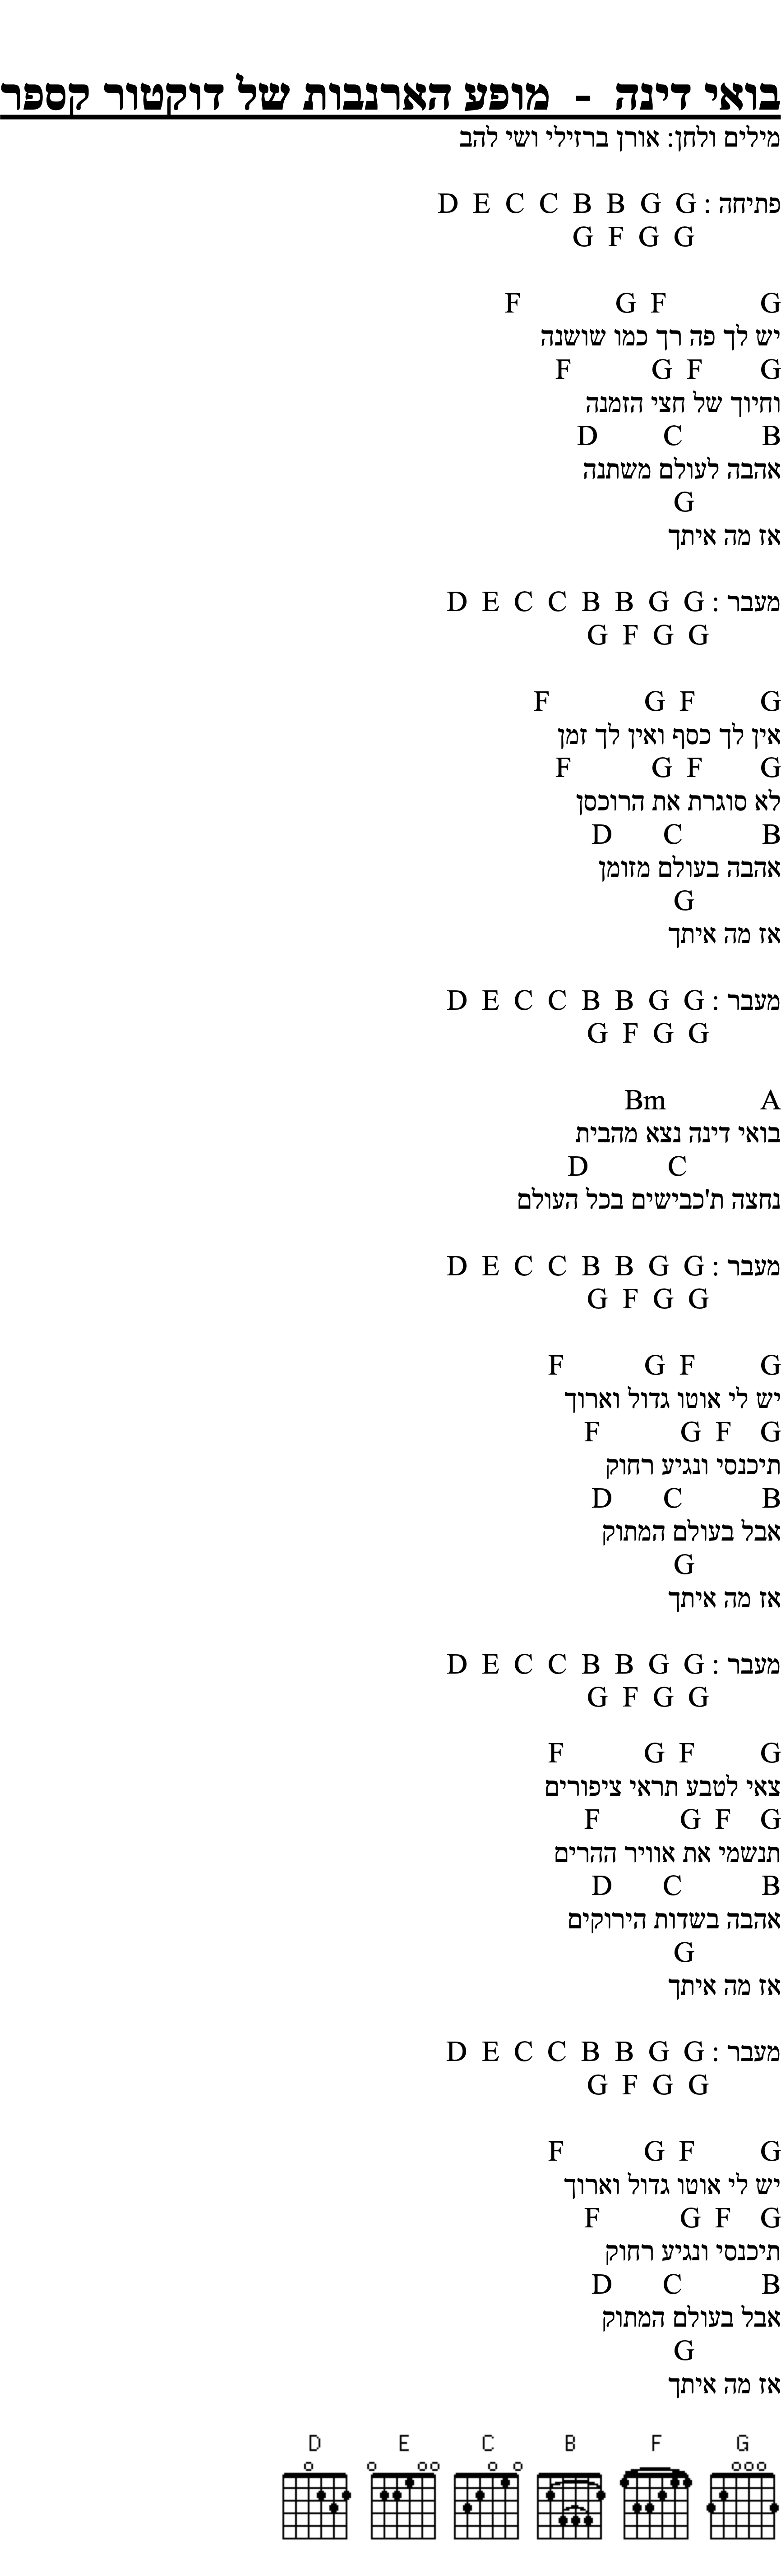 בואי דינה - מופע הארנבות של דוקטור קספר
מילים ולחן: אורן ברזילי ושי להב
פתיחה : G G B B C C E D
G G F G
G F G F
יש לך פה רך כמו שושנה
G F G F
וחיוך של חצי הזמנה
B C D
אהבה לעולם משתנה
G
אז מה איתך
מעבר : G G B B C C E D
G G F G
G F G F
אין לך כסף ואין לך זמן
G F G F
לא סוגרת את הרוכסן
B C D
אהבה בעולם מזומן
G
אז מה איתך
מעבר : G G B B C C E D
G G F G
A Bm
בואי דינה נצא מהבית
C D
נחצה ת'כבישים בכל העולם
מעבר : G G B B C C E D
G G F G
G F G F
יש לי אוטו גדול וארוך
G F G F
תיכנסי ונגיע רחוק
B C D
אבל בעולם המתוק
G
אז מה איתך
מעבר : G G B B C C E D
G G F G
G F G F
צאי לטבע תראי ציפורים
G F G F
תנשמי את אוויר ההרים
B C D
אהבה בשדות הירוקים
G
אז מה איתך
מעבר : G G B B C C E D
G G F G
G F G F
יש לי אוטו גדול וארוך
G F G F
תיכנסי ונגיע רחוק
B C D
אבל בעולם המתוק
G
אז מה איתך
D E C B F G